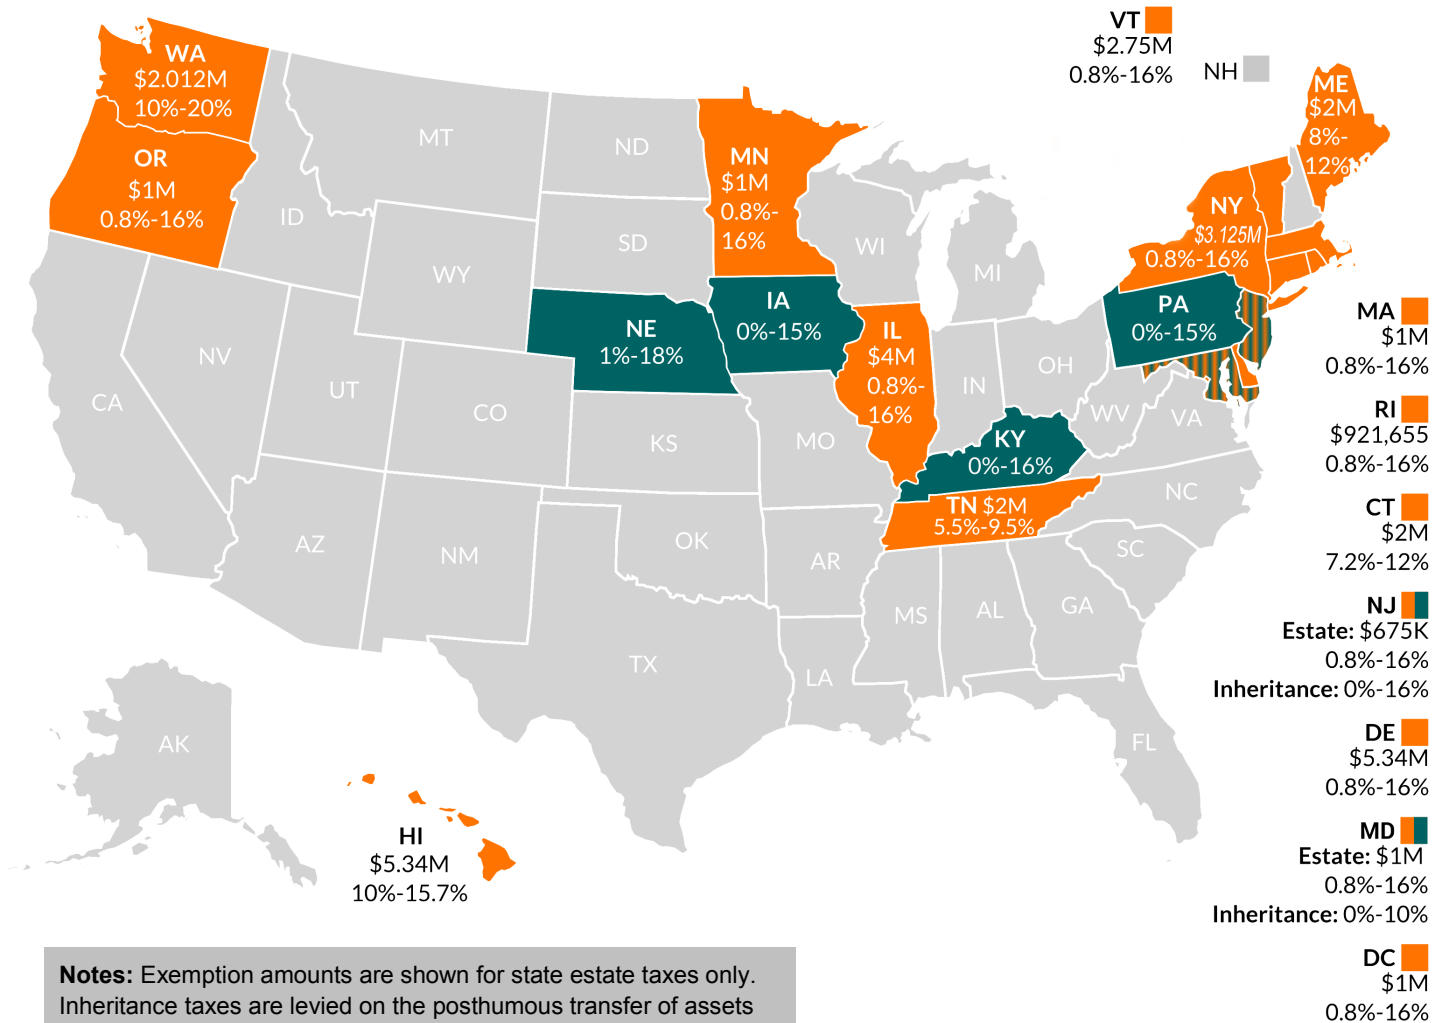 VT
$2.75M
0.8%-16%
NH
WA
$2.012M
10%-20%
OR
$1M
0.8%-16%
MT
ID
WY
ND
SD
MN
$1M
0.8%-
16%
WI
MI
NY
$3.125M
0.8%-16%
ME
$2M
8%-
12%
CA
NV
UT
CO
NE
1%-18%
IA
0%-15%
IL
$4M
0.8%-
16%
IN
OH
PA
0%-15%
KS
MO
KY
0%-16%
WV
VA
AZ
NM
OK
AR
TN $2M
5.5%-9.5%
NC
SC
TX
LA
MS
AL
GA
FL
AK
HI
$5.34M
10%-15.7%
MA
$1M
0.8%-16%
RI
$921,655
0.8%-16%
CT
$2M
7.2%-12%
NJ
Estate: $675K
0.8%-16%
Inheritance: 0%-16%
DE
$5.34M
0.8%-16%
MD
Estate: $1M
0.8%-16%
Inheritance: 0%-10%
DC
$1M
0.8%-16%
Notes: Exemption amounts are shown for state estate taxes only.
Inheritance taxes are levied on the posthumous transfer of assets